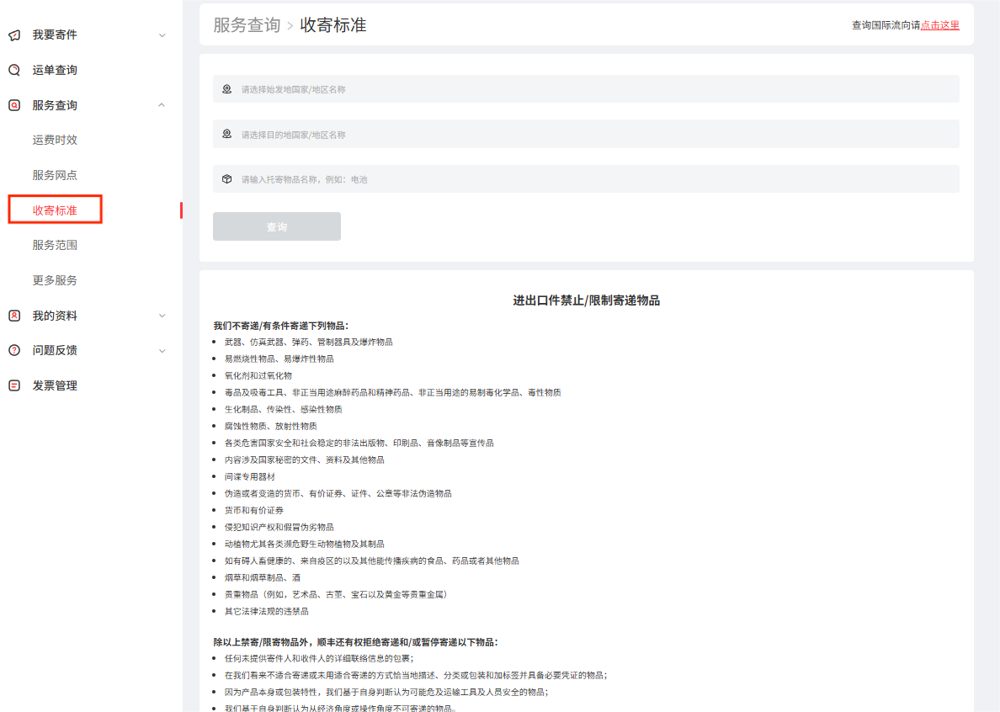 我要寄件
运单查询
服务查询
运费时效
服务网点
收寄标准
服务范围
更多服务
我的资料
问题反馈
发票管理
服务查询 > 收寄标准
查询国际流向请点击这里
请选择始发地国家/地区名称
请选择目的地国家/地区名称
请输入托寄物品名称，例如：电池
查询
进出口件禁止/限制寄递物品
我们不寄递/有条件寄递下列物品：
武器、仿真武器、弹药、管制器具及爆炸物品
易燃烧性物品、易爆炸性物品
氧化剂和过氧化物
毒品及吸毒工具、非正当用途麻醉药品和精神药品、非正当用途的易制毒化学品、毒性物质
生化制品、传染性、感染性物质
腐蚀性物质、放射性物质
各类危害国家安全和社会稳定的非法出版物、印刷品、音像制品等宣传品
内容涉及国家秘密的文件、资料及其他物品
间谍专用器材
伪造或者变造的货币、有价证券、证件、公章等非法伪造物品
货币和有价证券
侵犯知识产权和假冒伪劣物品
动植物尤其各类濒危野生动物植物及其制品
如有碍人畜健康的、来自疫区的以及其他能传播疾病的食品、药品或者其他物品
烟草和烟草制品、酒
贵重物品（例如，艺术品、古董、宝石以及黄金等贵重金属）
其它法律法规的违禁品
除以上禁寄/限寄物品外，顺丰还有权拒绝寄递和/或暂停寄递以下物品：
任何未提供寄件人和收件人的详细联络信息的包裹；
在我们看来不适合寄递或未用适合寄递的方式恰当地描述、分类或包装和加标签并具备必要凭证的物品；
因为产品本身或包装特性，我们基于自身判断认为可能危及运输工具及人员安全的物品；
我们基于自身判断认为从经济角度或操作角度不可寄递的物品。